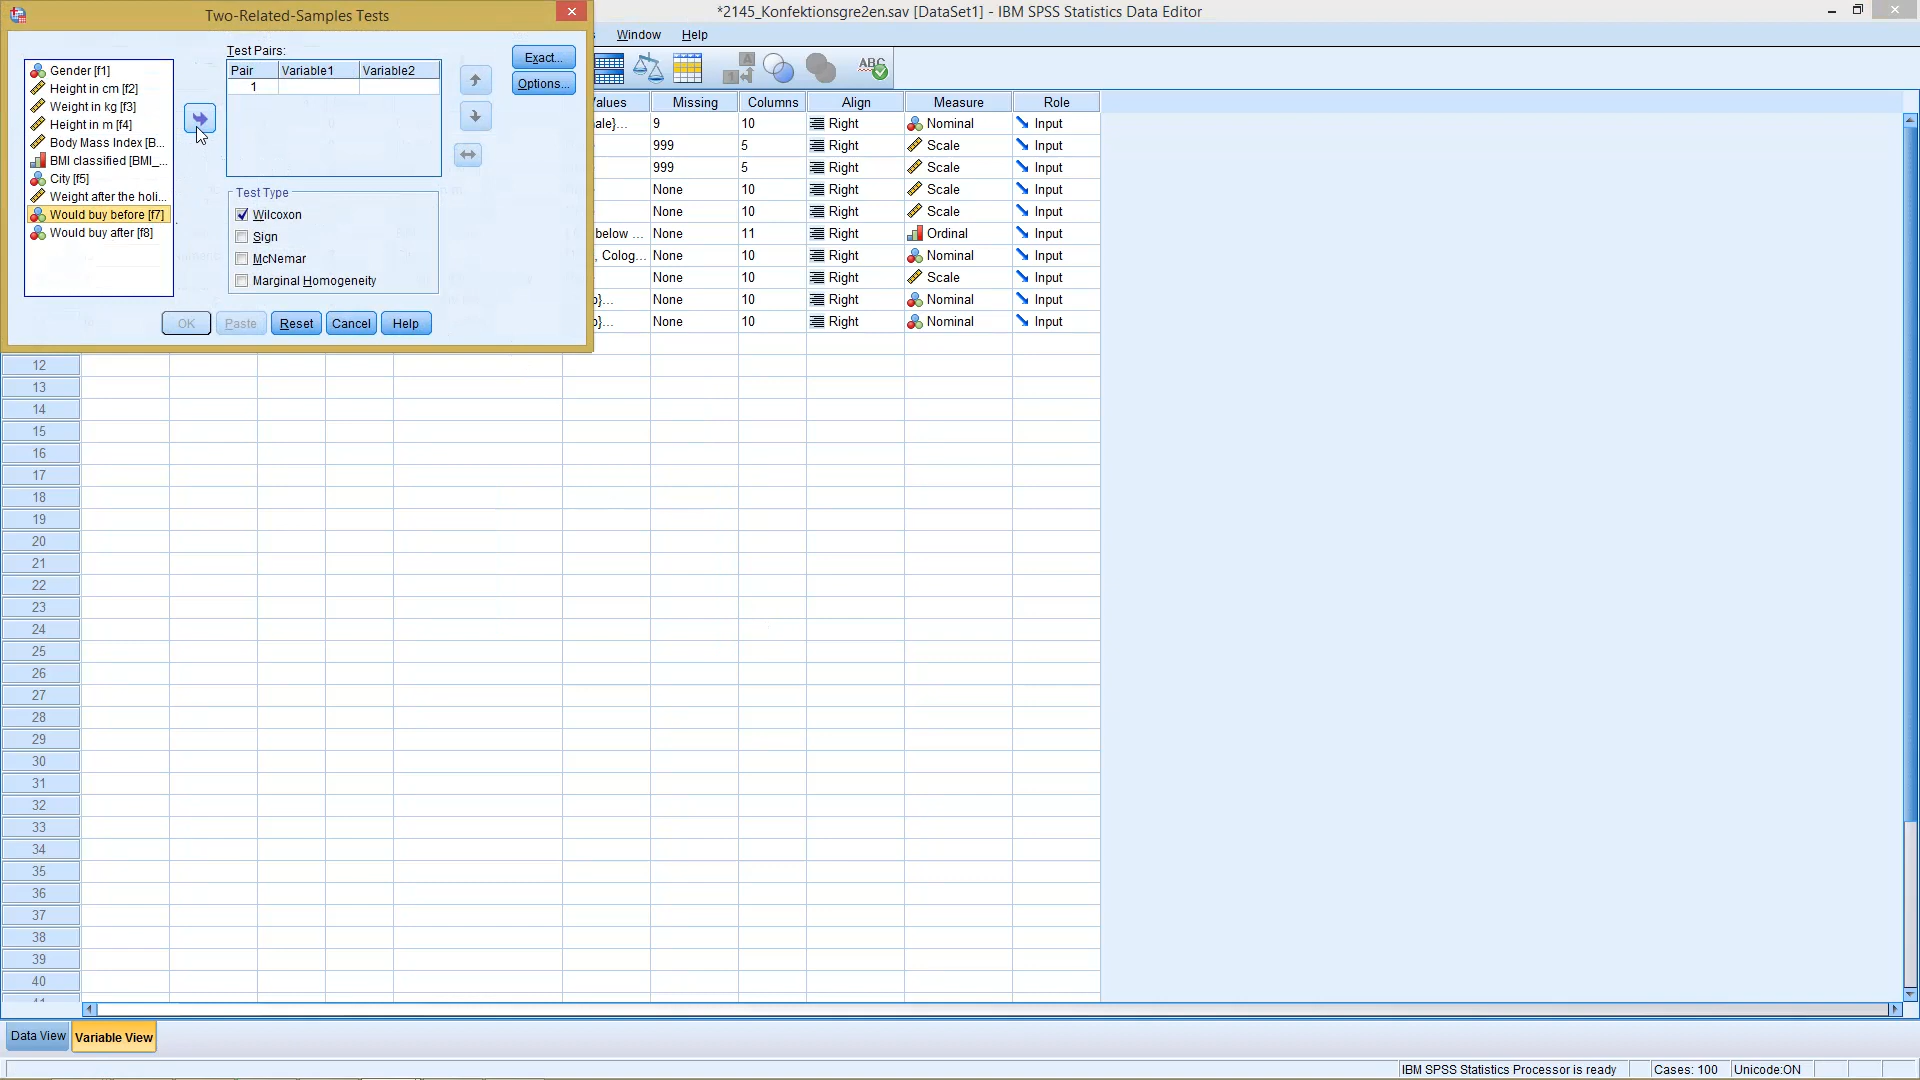 Two-Related-Samples Tests
*2145_Konfektionsgre2en.sav [DataSet1] - IBM SPSS Statistics Data Editor
Window Help
Test Pairs:
Pair Variable1 Variable2
1
Exact...
Options...
Gender [f1]
Height in cm [f2]
Weight in kg [f3]
Height in m [f4]
Body Mass Index [B...
BMI classified [BMI_...
City [f5]
Weight after the holi...
Would buy before [f7]
Would buy after [f8]
Test Type
Wilcoxon
Sign
McNemar
Marginal Homogeneity
OK Paste Reset Cancel Help
A
1
ABC
Values Missing Columns Align Measure Role
ale}... 9 10 Right Nominal Input
999 5 Right Scale Input
999 5 Right Scale Input
None 10 Right Scale Input
None 10 Right Scale Input
below ... None 11 Right Ordinal Input
, Colog... None 10 Right Nominal Input
None 10 Right Scale Input
o}... None 10 Right Nominal Input
o}... None 10 Right Nominal Input
12
13
14
15
16
17
18
19
20
21
22
23
24
25
26
27
28
29
30
31
32
33
34
35
36
37
38
39
40
Data View Variable View
IBM SPSS Statistics Processor is ready Cases: 100 Unicode:ON